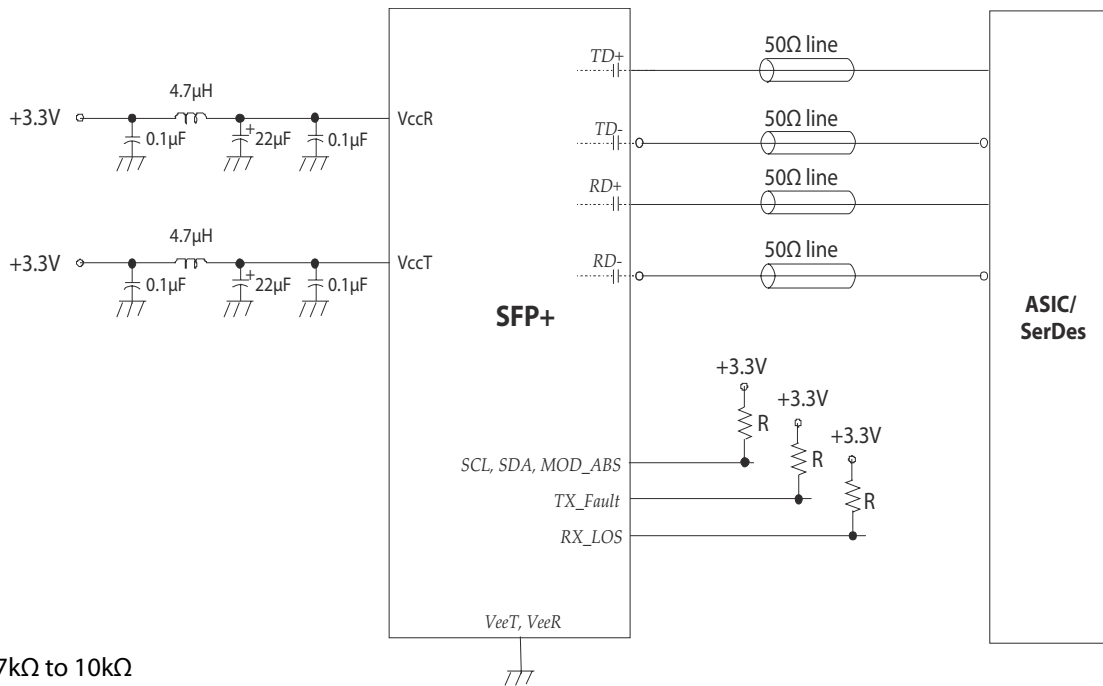 TD+
50Ω line
4.7µH
+3.3V
VccR
0.1µF
+
22µF
0.1µF
TD-
50Ω line
RD+
50Ω line
4.7µH
+3.3V
VccT
0.1µF
+
22µF
0.1µF
RD-
50Ω line
SFP+
ASIC/
SerDes
+3.3V
R
+3.3V
R
+3.3V
R
SCL, SDA, MOD_ABS
TX_Fault
RX_LOS
VeeT, VeeR
7kΩ to 10kΩ